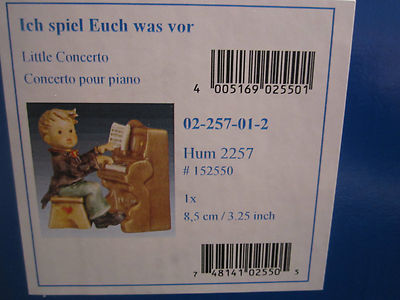 Ich spiel Euch was vor
Little Concerto
Concerto pour piano
4 005169 025501
02-257-01-2
Hum 2257
# 152550
1x
8,5 cm / 3.25 inch
7 48141 02550 5